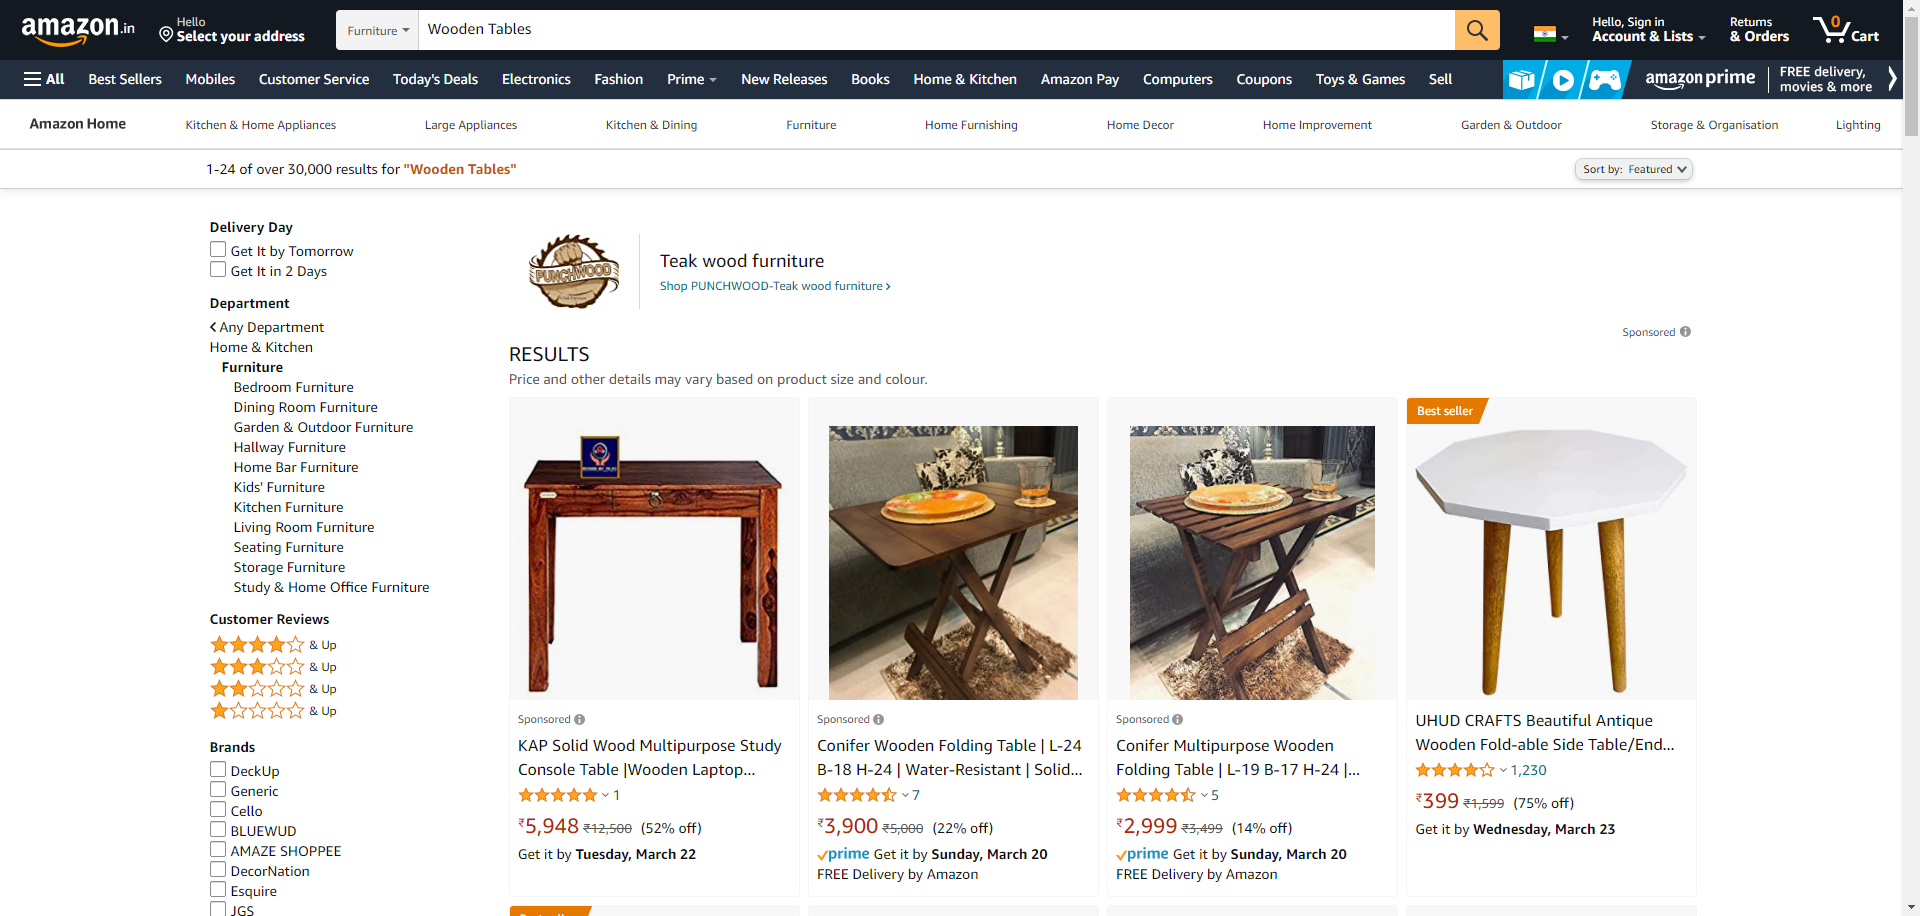 amazon.in
Hello
Select your address
Furniture
Wooden Tables
Hello, Sign in
Account & Lists
Returns
& Orders
0
Cart
All
Best Sellers
Mobiles
Customer Service
Today's Deals
Electronics
Fashion
Prime
New Releases
Books
Home & Kitchen
Amazon Pay
Computers
Coupons
Toys & Games
Sell
amazon prime
FREE delivery,
movies & more
Amazon Home
Kitchen & Home Appliances
Large Appliances
Kitchen & Dining
Furniture
Home Furnishing
Home Decor
Home Improvement
Garden & Outdoor
Storage & Organisation
Lighting
1-24 of over 30,000 results for "Wooden Tables"
Sort by: Featured
Delivery Day
Get It by Tomorrow
Get It in 2 Days
Department
Any Department
Home & Kitchen
Furniture
Bedroom Furniture
Dining Room Furniture
Garden & Outdoor Furniture
Hallway Furniture
Home Bar Furniture
Kids' Furniture
Kitchen Furniture
Living Room Furniture
Seating Furniture
Storage Furniture
Study & Home Office Furniture
Customer Reviews
& Up
& Up
& Up
& Up
Brands
DeckUp
Generic
Cello
BLUEWUD
AMAZE SHOPPEE
DecorNation
Esquire
JGS
PUNCHWOOD
Teak wood furniture
Shop PUNCHWOOD-Teak wood furniture
Sponsored
RESULTS
Price and other details may vary based on product size and colour.
Sponsored
KAP Solid Wood Multipurpose Study
Console Table |Wooden Laptop...
1
₹5,948 ₹12,500 (52% off)
Get it by Tuesday, March 22
Sponsored
Conifer Wooden Folding Table | L-24
B-18 H-24 | Water-Resistant | Solid...
7
₹3,900 ₹5,000 (22% off)
prime Get it by Sunday, March 20
FREE Delivery by Amazon
Sponsored
Conifer Multipurpose Wooden
Folding Table | L-19 B-17 H-24 |...
5
₹2,999 ₹3,499 (14% off)
prime Get it by Sunday, March 20
FREE Delivery by Amazon
Best seller
UHUD CRAFTS Beautiful Antique
Wooden Fold-able Side Table/End...
1,230
₹399 ₹1,599 (75% off)
Get it by Wednesday, March 23